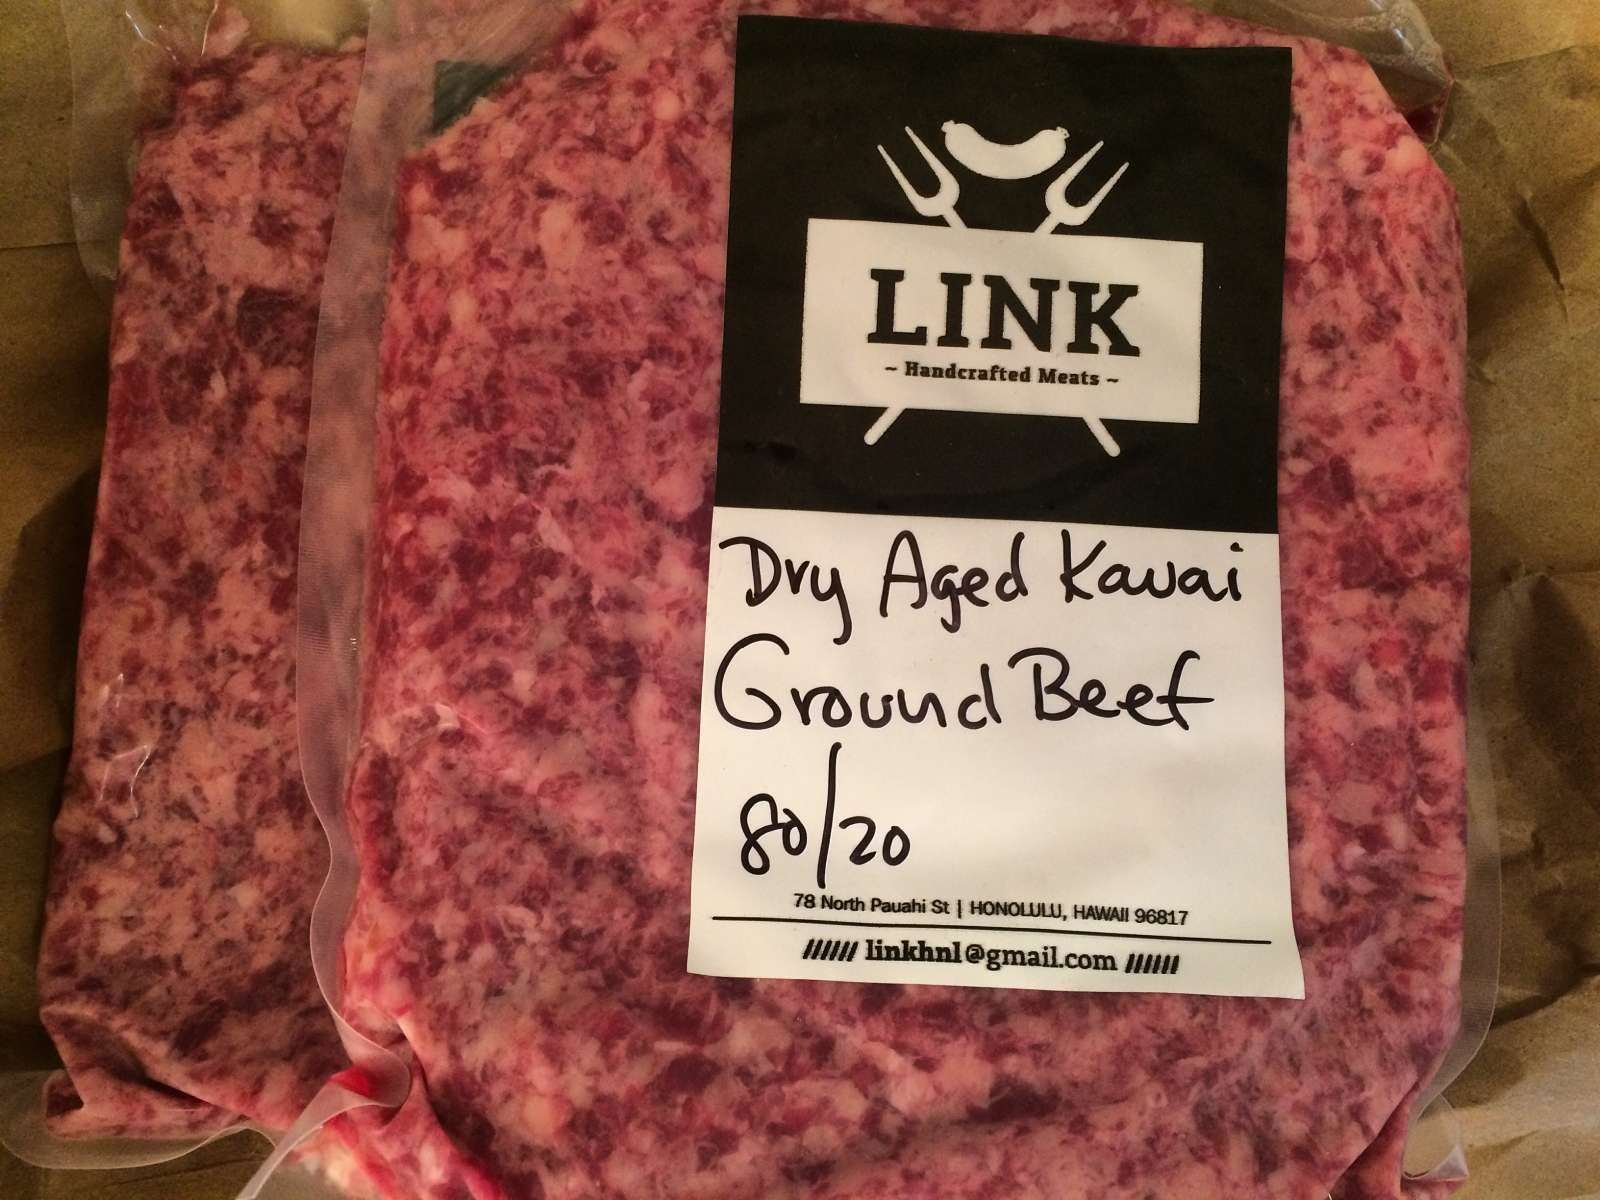 LINK
~ Handcrafted Meats ~
Dry Aged Kauai
Ground Beef
80/20
78 North Pauahi St | HONOLULU, HAWAII 96817
////// linkhnl@gmail.com //////